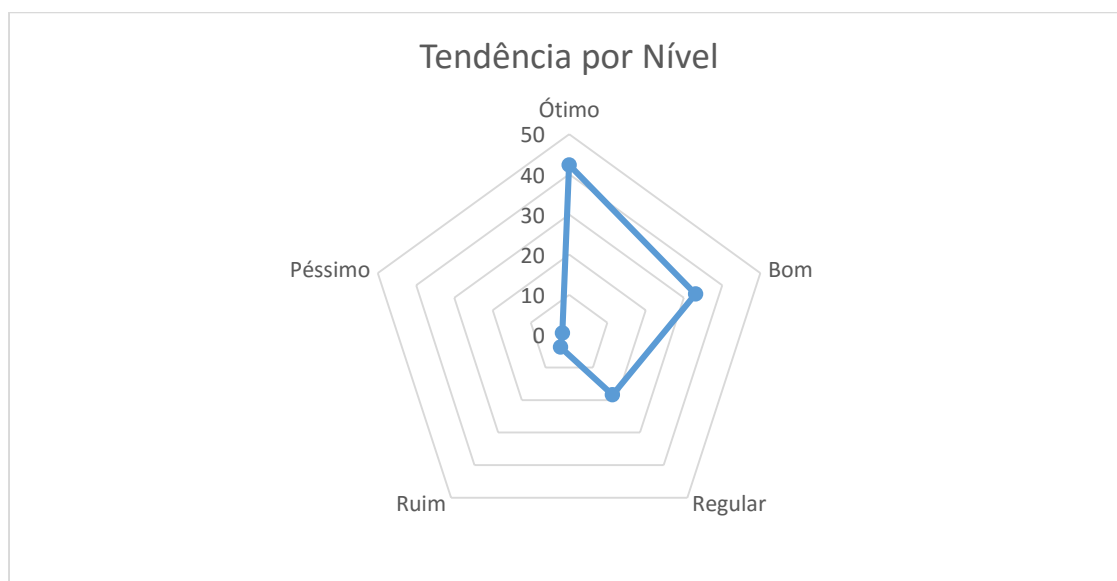 Tendência por Nível
Ótimo
50
40
30
20
10
0
Bom
Regular
Ruim
Péssimo